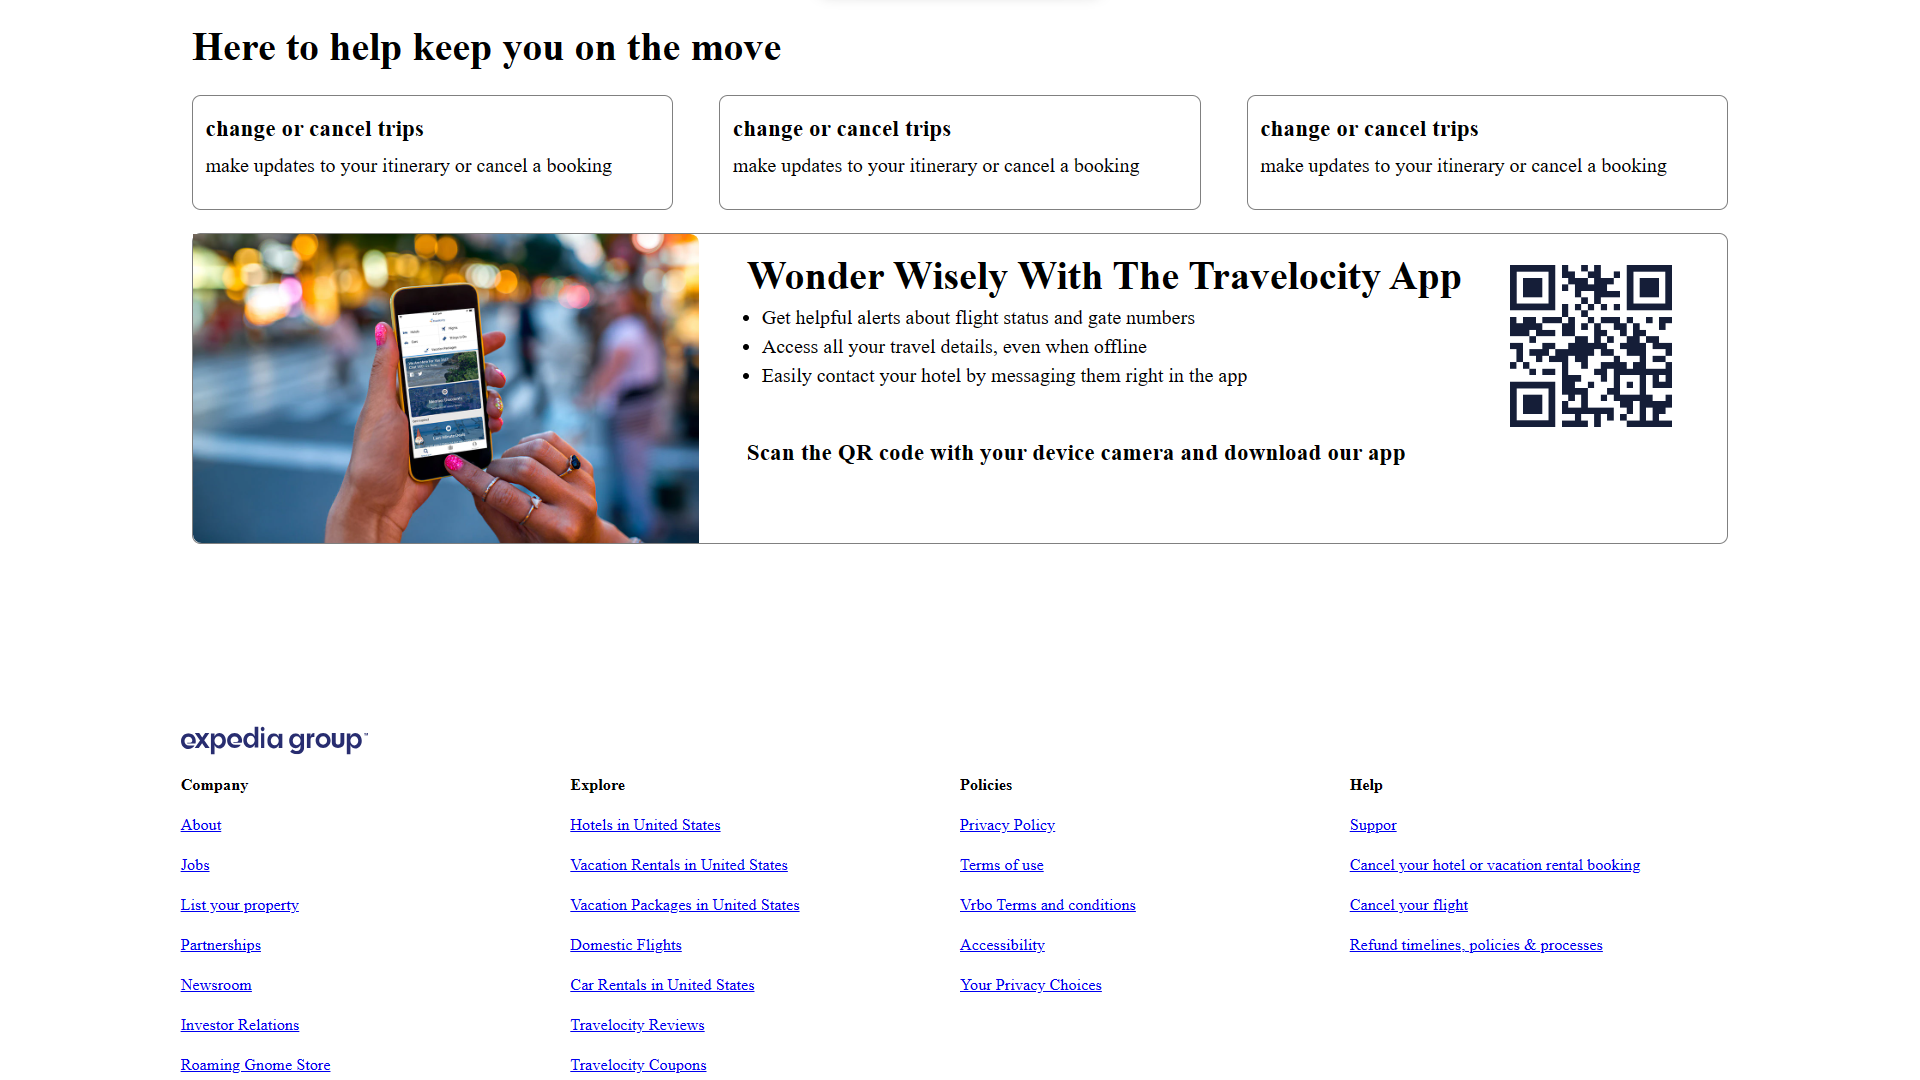 Here to help keep you on the move
change or cancel trips
make updates to your itinerary or cancel a booking
change or cancel trips
make updates to your itinerary or cancel a booking
change or cancel trips
make updates to your itinerary or cancel a booking
Wonder Wisely With The Travelocity App
Get helpful alerts about flight status and gate numbers
Access all your travel details, even when offline
Easily contact your hotel by messaging them right in the app
Scan the QR code with your device camera and download our app
expedia group™
Company
About
Jobs
List your property
Partnerships
Newsroom
Investor Relations
Roaming Gnome Store
Explore
Hotels in United States
Vacation Rentals in United States
Vacation Packages in United States
Domestic Flights
Car Rentals in United States
Travelocity Reviews
Travelocity Coupons
Policies
Privacy Policy
Terms of use
Vrbo Terms and conditions
Accessibility
Your Privacy Choices
Help
Suppor
Cancel your hotel or vacation rental booking
Cancel your flight
Refund timelines, policies & processes